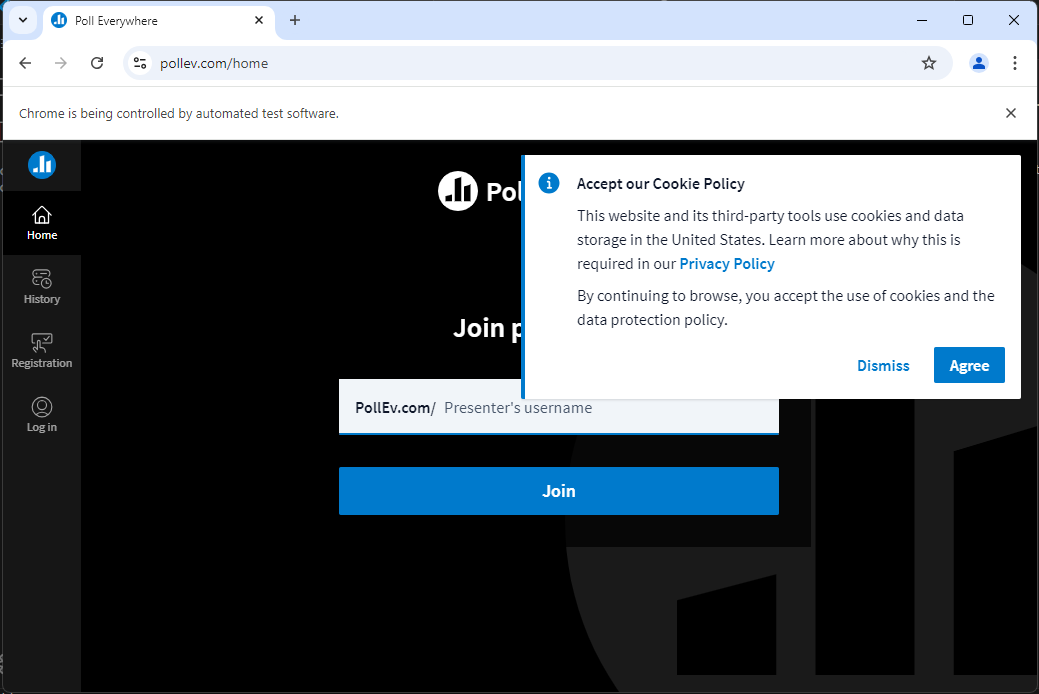 Poll Everywhere
pollev.com/home
Chrome is being controlled by automated test software.
Home
History
Registration
Log in
Pol
Join p
Accept our Cookie Policy
This website and its third-party tools use cookies and data
storage in the United States. Learn more about why this is
required in our Privacy Policy
By continuing to browse, you accept the use of cookies and the
data protection policy.
Dismiss
Agree
PollEv.com/ Presenter's username
Join